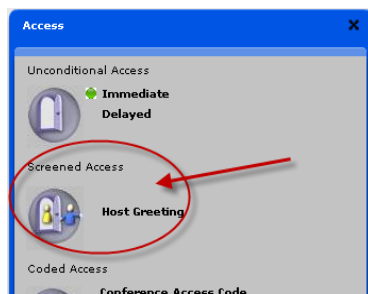 Access
Unconditional Access
Immediate
Delayed
Screened Access
Host Greeting
Coded Access
Conference Access Code